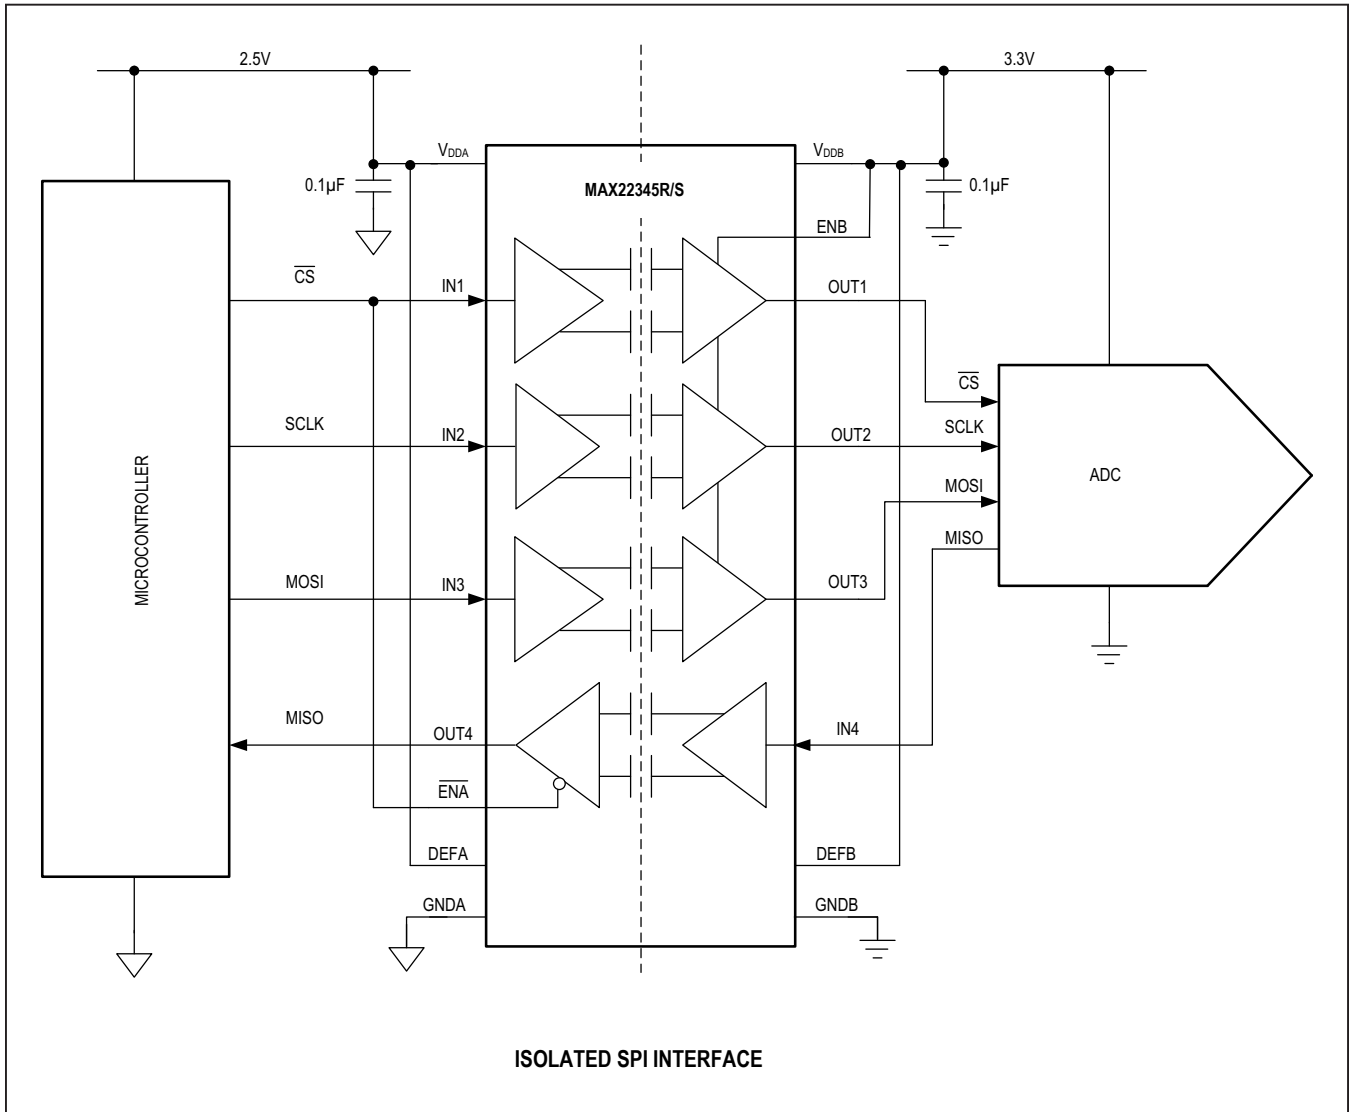 2.5V
3.3V
VDDA
VDDB
0.1µF
0.1µF
MAX22345R/S
ENB
CS
IN1
OUT1
CS
SCLK
IN2
OUT2
SCLK
MICROCONTROLLER
ADC
MOSI
MISO
MOSI
IN3
OUT3
MISO
OUT4
IN4
ENA
DEFA
DEFB
GNDA
GNDB
ISOLATED SPI INTERFACE